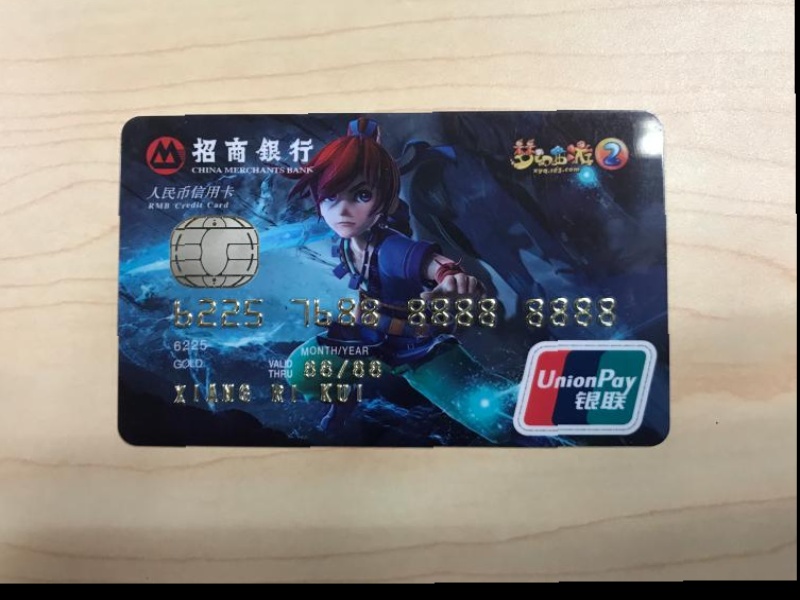 招商銀行
CHINA MERCHANTS BANK
人民币信用卡
RMB Credit Card
梦幻西游2
xyq.163.com
6225 7688 8888 8888
6225
MONTH/YEAR
GOLD
VALID THRU 88/88
XIANG RI KUI
UnionPay
银联